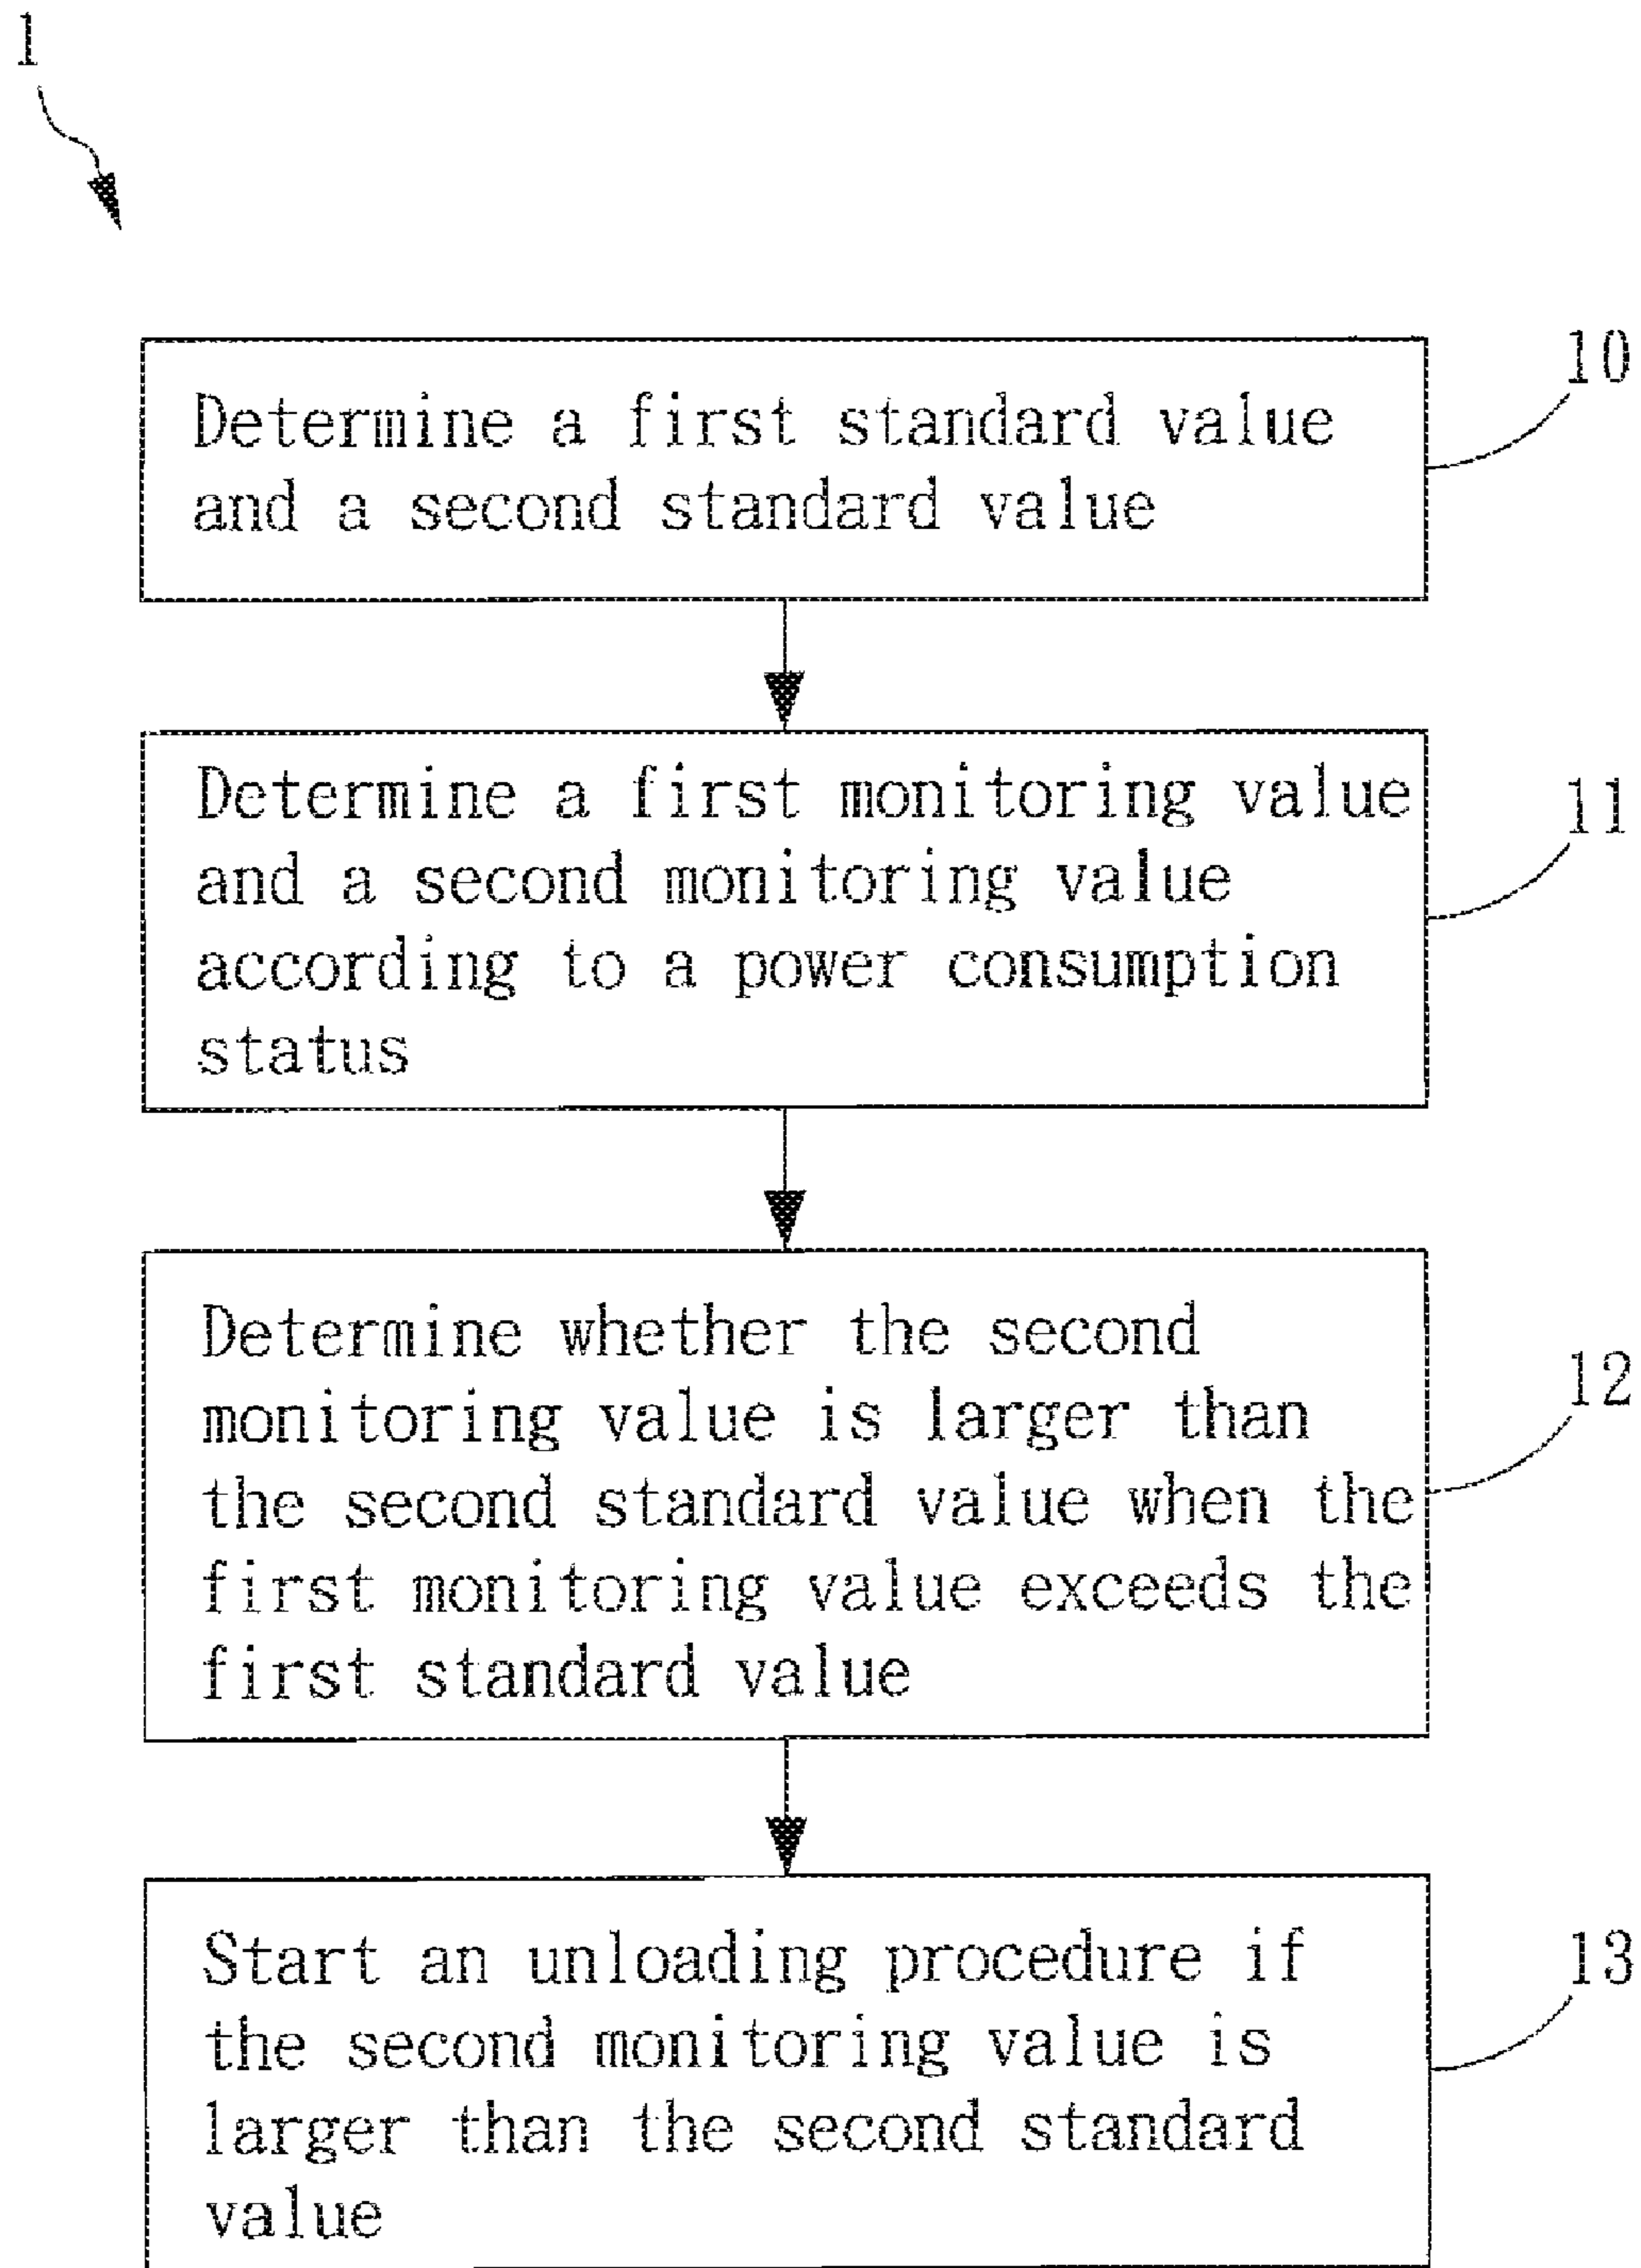 1
10
Determine a first standard value
and a second standard value
11
Determine a first monitoring value
and a second monitoring value
according to a power consumption
status
12
Determine whether the second
monitoring value is larger than
the second standard value when the
first monitoring value exceeds the
first standard value
13
Start an unloading procedure if
the second monitoring value is
larger than the second standard
value